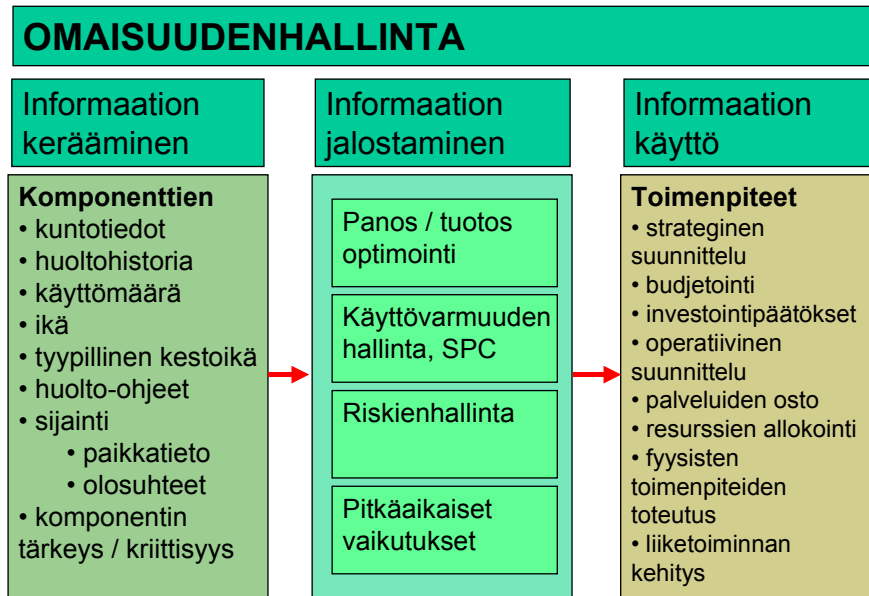 OMAISUUDENHALLINTA
Informaation
kerääminen
Komponenttien
• kuntotiedot
• huoltohistoria
• käyttömäärä
• ikä
• tyypillinen kestoikä
• huolto-ohjeet
• sijainti
• paikkatieto
• olosuhteet
• komponentin
tärkeys / kriittisyys
Informaation
jalostaminen
Panos / tuotos
optimointi
Käyttövarmuuden
hallinta, SPC
Riskienhallinta
Pitkäaikaiset
vaikutukset
Informaation
käyttö
Toimenpiteet
• strateginen
suunnittelu
• budjetointi
• investointipäätökset
• operatiivinen
suunnittelu
• palveluiden osto
• resurssien allokointi
• fyysisten
toimenpiteiden
toteutus
• liiketoiminnan
kehitys